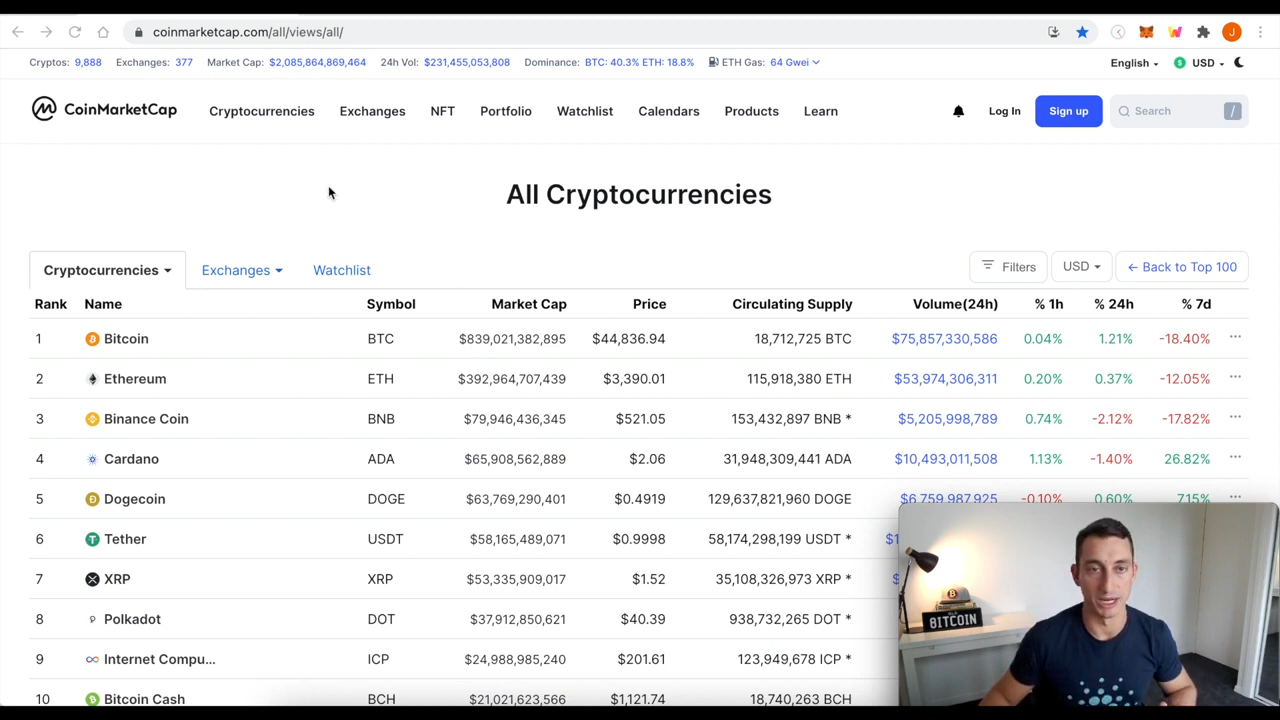 coinmarketcap.com/all/views/all/
J
Cryptos: 9,888 Exchanges: 377 Market Cap: $2,085,864,869,464 24h Vol: $231,455,053,808 Dominance: BTC: 40.3% ETH: 18.8% ETH Gas: 64 Gwei English USD
CoinMarketCap Cryptocurrencies Exchanges NFT Portfolio Watchlist Calendars Products Learn Log In Sign up Search /
All Cryptocurrencies
Cryptocurrencies Exchanges Watchlist Filters USD ← Back to Top 100
Rank Name Symbol Market Cap Price Circulating Supply Volume(24h) % 1h % 24h % 7d
1 Bitcoin BTC $839,021,382,895 $44,836.94 18,712,725 BTC $75,857,330,586 0.04% 1.21% -18.40% ...
2 Ethereum ETH $392,964,707,439 $3,390.01 115,918,380 ETH $53,974,306,311 0.20% 0.37% -12.05% ...
3 Binance Coin BNB $79,946,436,345 $521.05 153,432,897 BNB * $5,205,998,789 0.74% -2.12% -17.82% ...
4 Cardano ADA $65,908,562,889 $2.06 31,948,309,441 ADA $10,493,011,508 1.13% -1.40% 26.82% ...
5 Dogecoin DOGE $63,769,290,401 $0.4919 129,637,821,960 DOGE $6,759,987,925 -0.10% 0.60% 7.15% ...
6 Tether USDT $58,165,489,071 $0.9998 58,174,298,199 USDT *
7 XRP XRP $53,335,909,017 $1.52 35,108,326,973 XRP *
8 Polkadot DOT $37,912,850,621 $40.39 938,732,265 DOT *
9 Internet Compu... ICP $24,988,985,240 $201.61 123,949,678 ICP *
10 Bitcoin Cash BCH $21,021,623,566 $1,121.74 18,740,263 BCH
BITCOIN